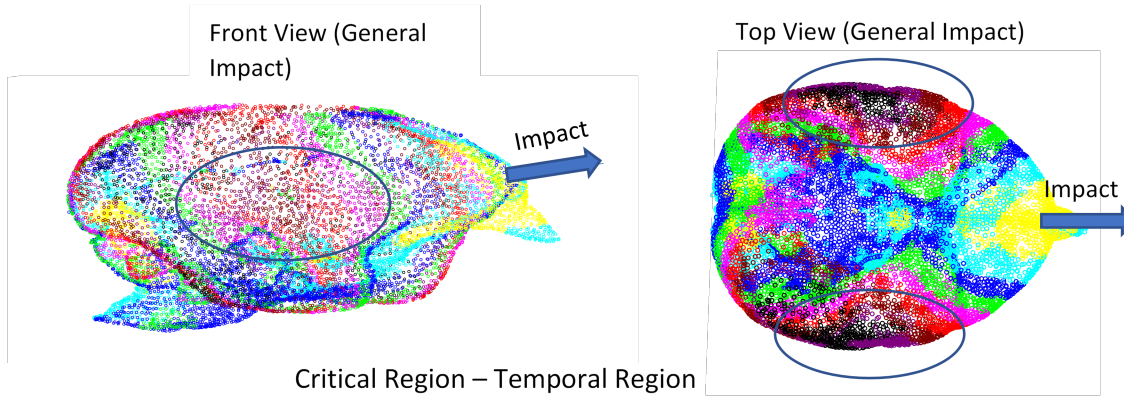 Front View (General
Impact)
Top View (General Impact)
Impact
Impact
Critical Region – Temporal Region